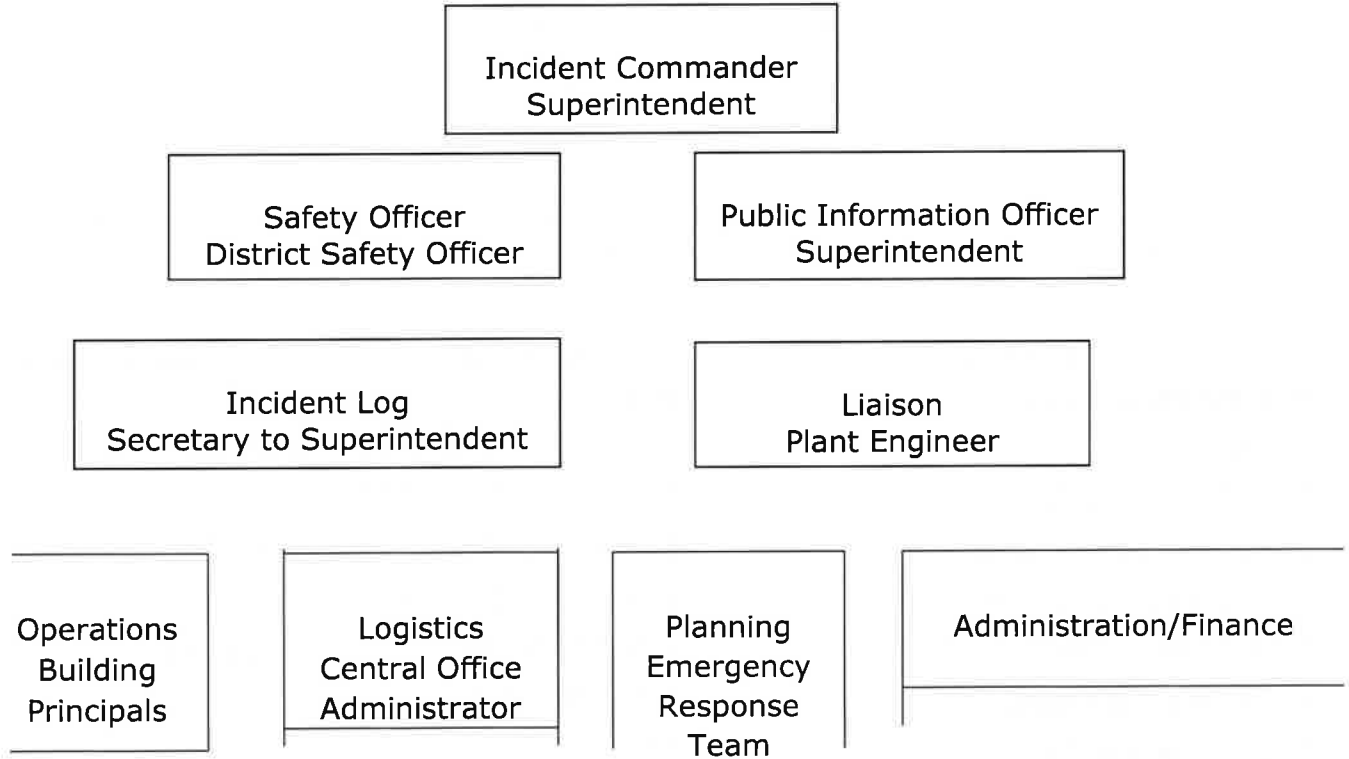 Incident Commander
Superintendent
Safety Officer
District Safety Officer
Public Information Officer
Superintendent
Incident Log
Secretary to Superintendent
Liaison
Plant Engineer
Operations
Building
Principals
Logistics
Central Office
Administrator
Planning
Emergency
Response
Team
Administration/Finance